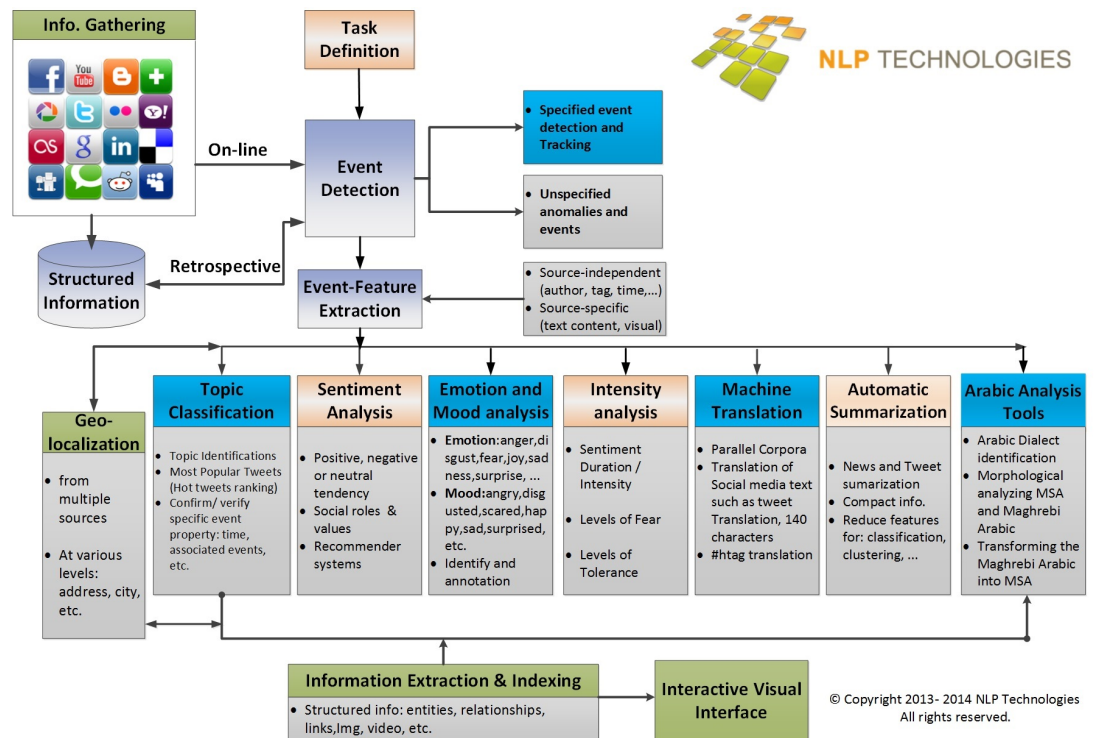 Info. Gathering
You
Tube
On-line
Structured
Information
Retrospective
Task
Definition
Event
Detection
Event-Feature
Extraction
NLP TECHNOLOGIES
• Specified event
detection and
Tracking
• Unspecified
anomalies and
events
• Source-independent
(author, tag, time,...)
• Source-specific
(text content, visual)
Geo-
localization
• from
multiple
sources
• At various
levels:
address, city,
etc.
Topic
Classification
• Topic Identifications
• Most Popular Tweets
(Hot tweets ranking)
• Confirm/ verify
specific event
property: time,
associated events,
etc.
Sentiment
Analysis
• Positive, negative
or neutral
tendency
• Social roles &
values
• Recommender
systems
Emotion and
Mood analysis
• Emotion:anger,di
sgust,fear,joy,sad
ness,surprise, ...
• Mood:angry,disg
usted,scared,hap
py,sad,surprised,
etc.
• Identify and
annotation
Intensity
analysis
• Sentiment
Duration /
Intensity
• Levels of Fear
• Levels of
Tolerance
Machine
Translation
• Parallel Corpora
• Translation of
Social media text
such as tweet
Translation, 140
characters
• #htag translation
Automatic
Summarization
• News and Tweet
sumarization
• Compact info.
• Reduce features
for: classification,
clustering, ...
Arabic Analysis
Tools
• Arabic Dialect
identification
• Morphological
analyzing MSA
and Maghrebi
Arabic
• Transforming the
Maghrebi Arabic
into MSA
Information Extraction & Indexing
• Structured info: entities, relationships,
links,Img, video, etc.
Interactive Visual
Interface
© Copyright 2013- 2014 NLP Technologies
All rights reserved.